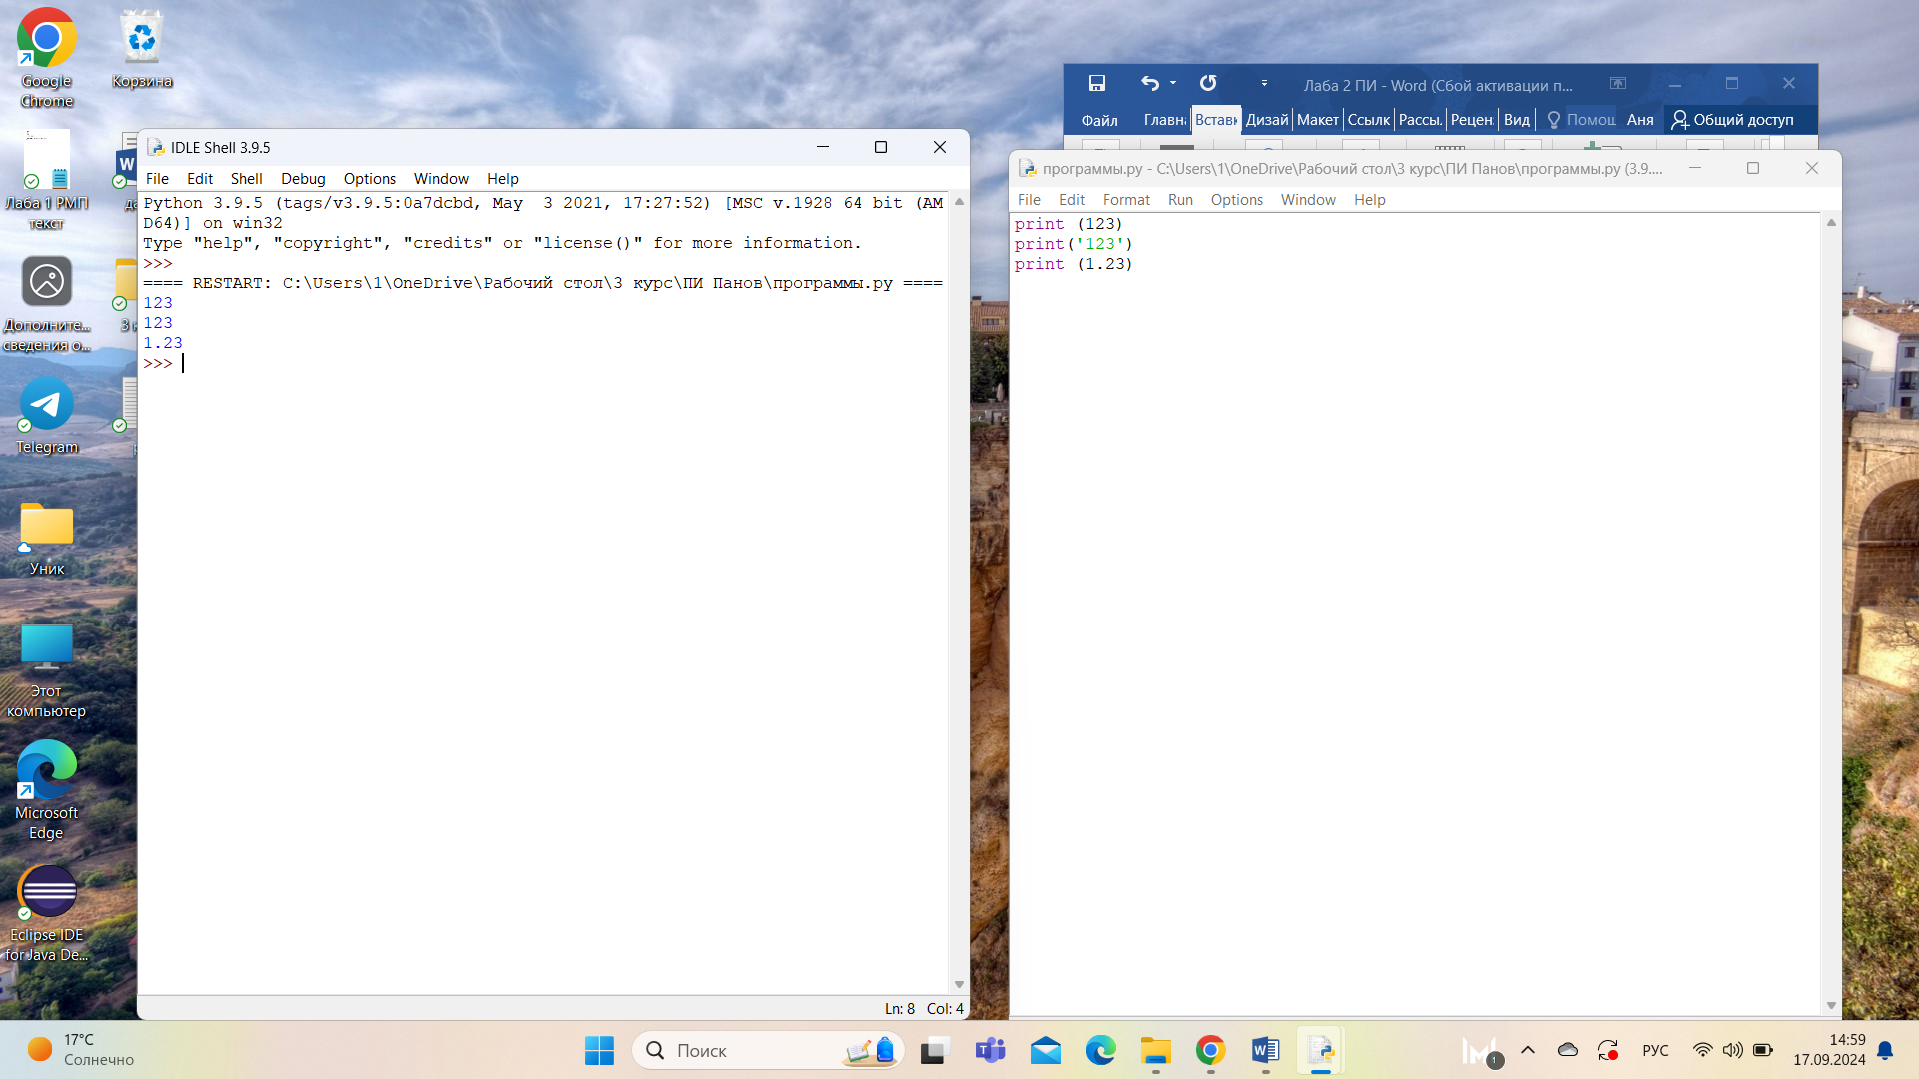 Google
Chrome
Корзина
Лаба 1 РМП
текст
Дополните...
сведения о...
Telegram
Уник
Этот
компьютер
Microsoft
Edge
Eclipse IDE
for Java De...
IDLE Shell 3.9.5
File Edit Shell Debug Options Window Help
Python 3.9.5 (tags/v3.9.5:0a7dcbd, May  3 2021, 17:27:52) [MSC v.1928 64 bit (AM
D64)] on win32
Type "help", "copyright", "credits" or "license()" for more information.
>>>
==== RESTART: C:\Users\1\OneDrive\Рабочий стол\3 курс\ПИ Панов\программы.py ====
123
123
1.23
>>>
Ln: 8 Col: 4
Лаба 2 ПИ - Word (Сбой активации п...
Файл Главн Вставк Дизай Макет Ссылк Рассы. Рецен Вид Помощ Аня Общий доступ
программы.py - C:\Users\1\OneDrive\Рабочий стол\3 курс\ПИ Панов\программы.py (3.9....
File Edit Format Run Options Window Help
print (123)
print('123')
print (1.23)
17°C
Солнечно
Поиск
1
РУС
14:59
17.09.2024